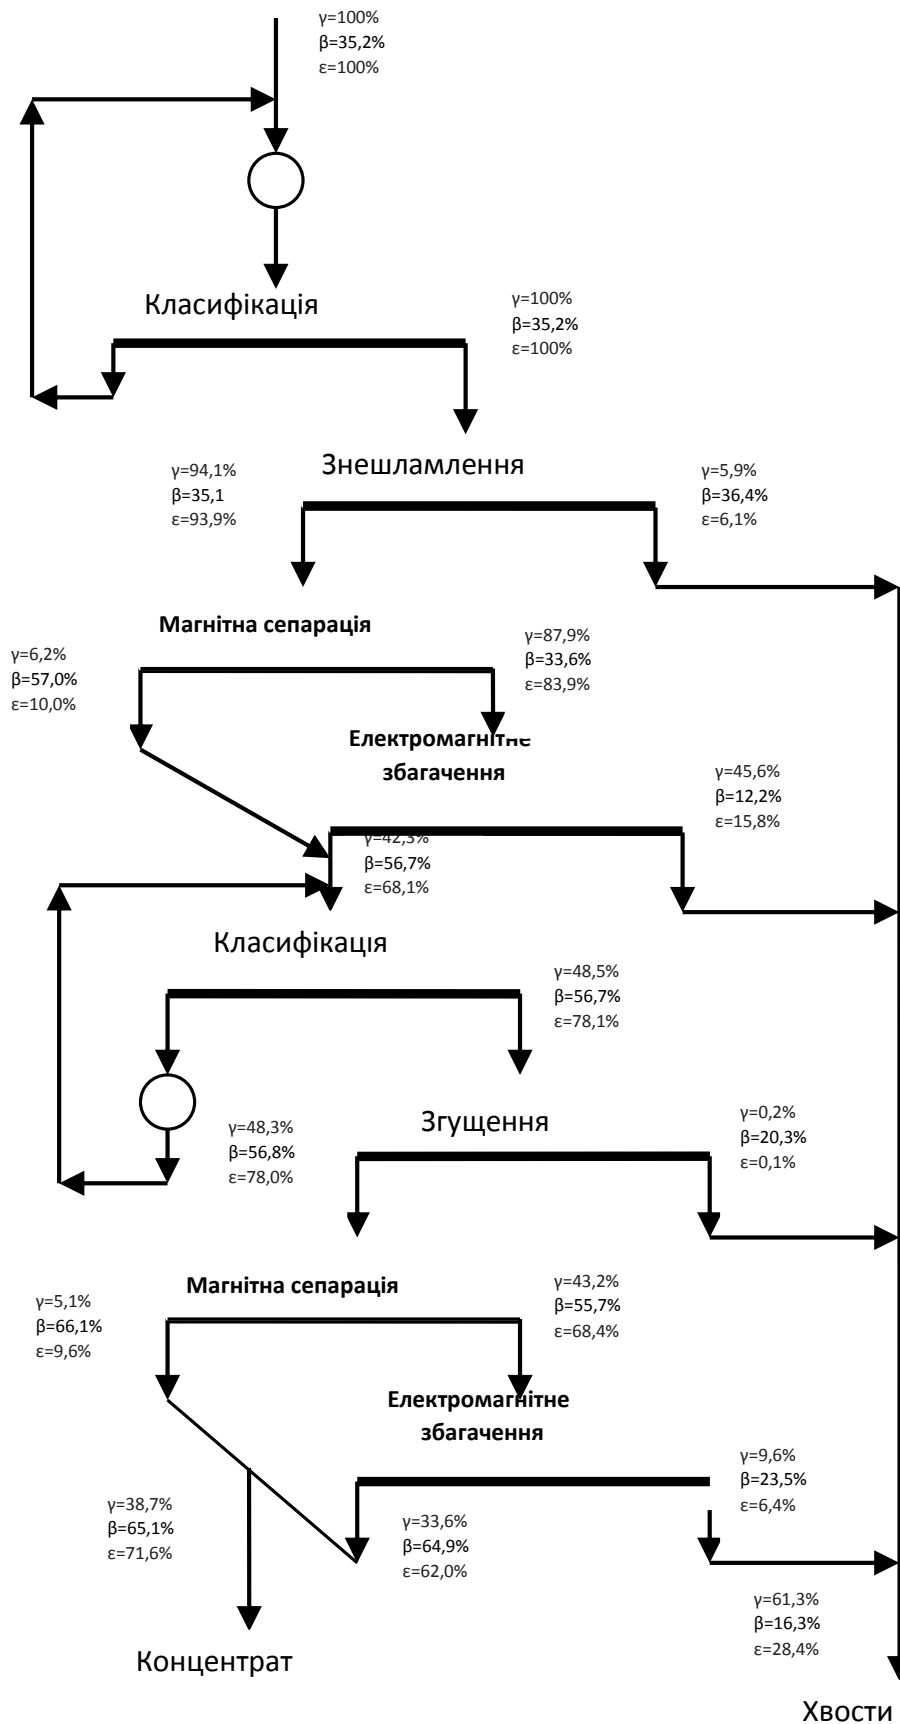 γ=100%
β=35,2%
ε=100%
Класифікація
γ=100%
β=35,2%
ε=100%
Знешламлення
γ=94,1%
β=35,1
ε=93,9%
γ=5,9%
β=36,4%
ε=6,1%
Магнітна сепарація
γ=6,2%
β=57,0%
ε=10,0%
γ=87,9%
β=33,6%
ε=83,9%
Електромагнітне
збагачення
γ=45,6%
β=12,2%
ε=15,8%
γ=42,3%
β=56,7%
ε=68,1%
Класифікація
γ=48,5%
β=56,7%
ε=78,1%
Згущення
γ=48,3%
β=56,8%
ε=78,0%
γ=0,2%
β=20,3%
ε=0,1%
Магнітна сепарація
γ=5,1%
β=66,1%
ε=9,6%
γ=43,2%
β=55,7%
ε=68,4%
Електромагнітне
збагачення
γ=9,6%
β=23,5%
ε=6,4%
γ=38,7%
β=65,1%
ε=71,6%
γ=33,6%
β=64,9%
ε=62,0%
γ=61,3%
β=16,3%
ε=28,4%
Концентрат
Хвости